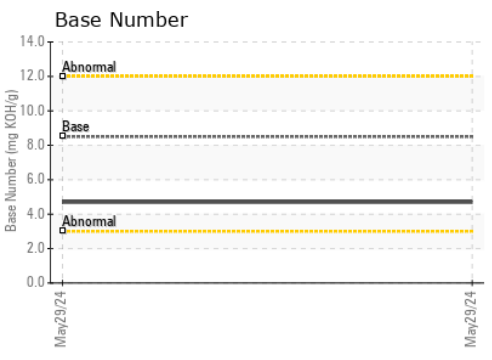 Base Number
Base Number (mg KOH/g)
14.0
12.0
10.0
8.0
6.0
4.0
2.0
0.0
Abnormal
Base
Abnormal
May29/24
May29/24